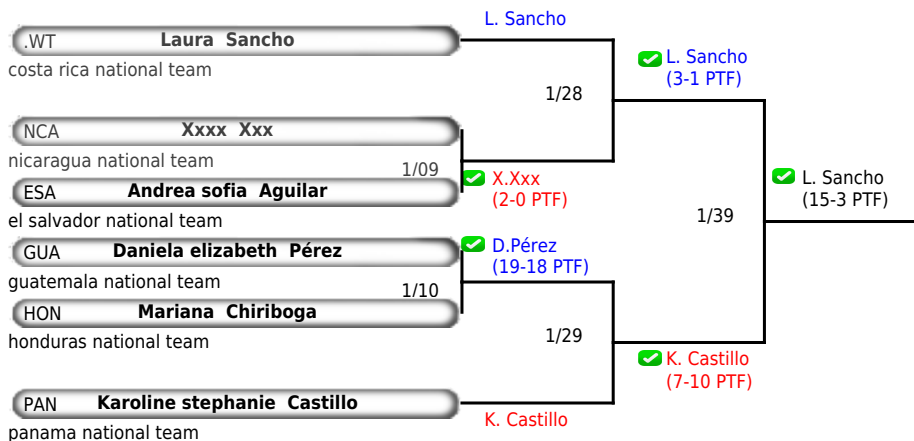 L. Sancho
.WT Laura Sancho
costa rica national team
L. Sancho
(3-1 PTF)
1/28
NCA Xxxx Xxx
nicaragua national team
1/09
X.Xxx
(2-0 PTF)
ESA Andrea sofia Aguilar
el salvador national team
L. Sancho
(15-3 PTF)
1/39
GUA Daniela elizabeth Pérez
guatemala national team
D.Pérez
(19-18 PTF)
1/10
HON Mariana Chiriboga
honduras national team
1/29
K. Castillo
(7-10 PTF)
PAN Karoline stephanie Castillo
panama national team
K. Castillo